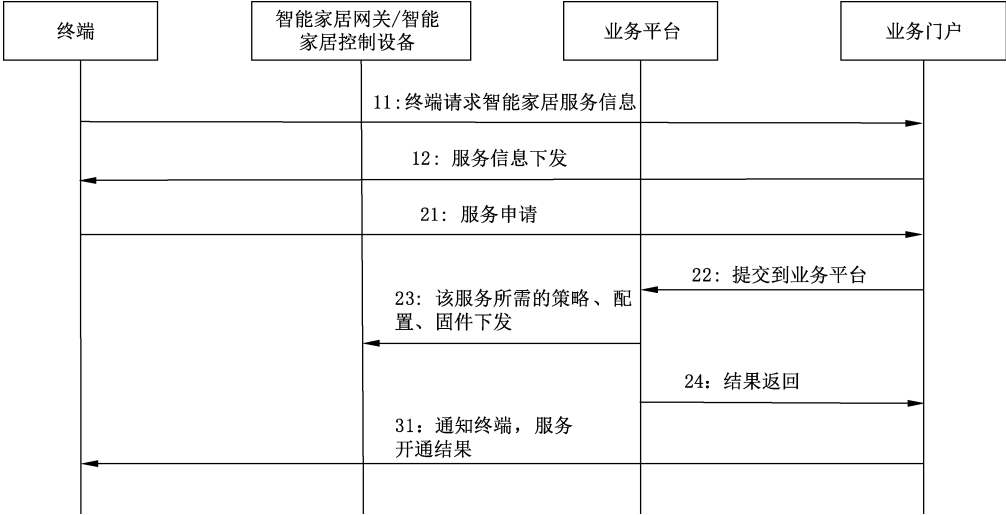 终端
智能家居网关/智能
家居控制设备
业务平台
业务门户
11:终端请求智能家居服务信息
12: 服务信息下发
21: 服务申请
22: 提交到业务平台
23: 该服务所需的策略、配
置、固件下发
24: 结果返回
31: 通知终端，服务
开通结果